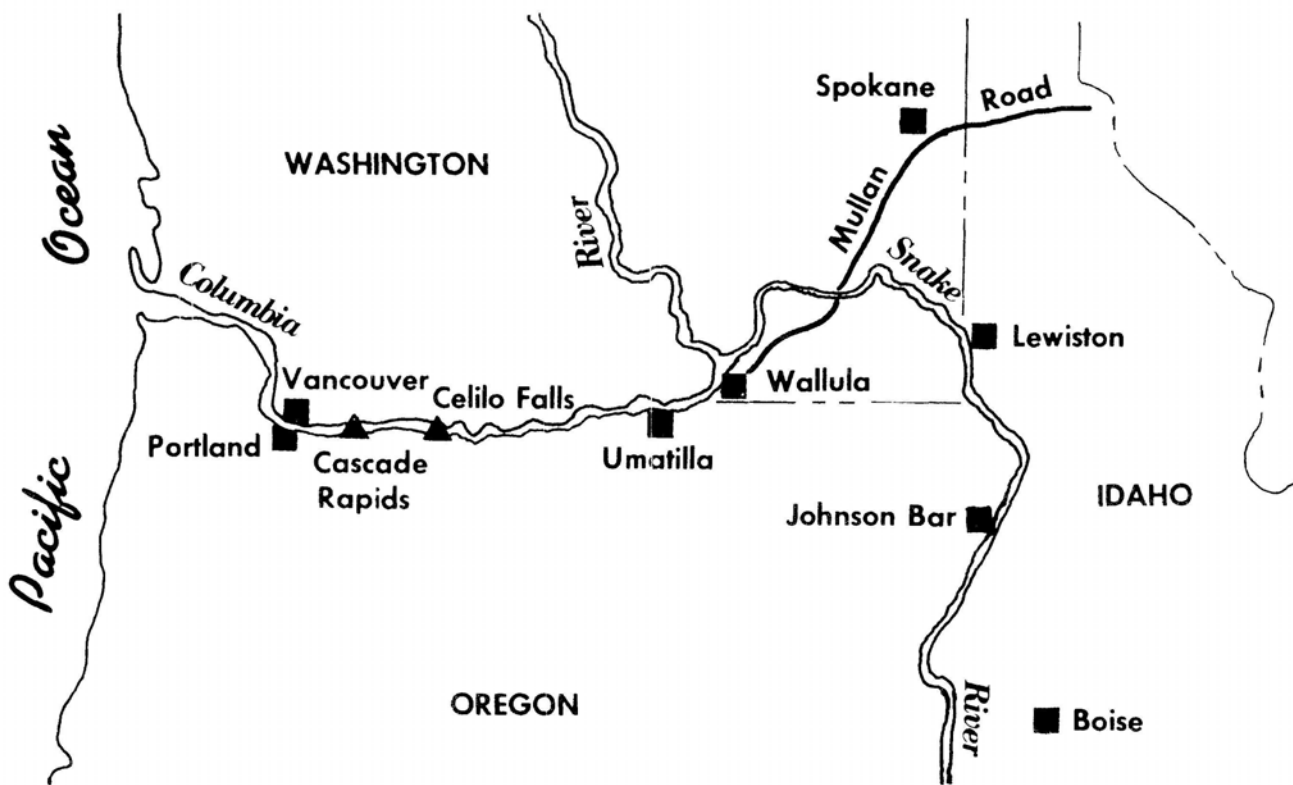 Spokane
Road
WASHINGTON
Ocean
Mullan
River
Snake
Columbia
Lewiston
Vancouver
Celilo Falls
Wallula
Portland
Cascade
Rapids
Umatilla
IDAHO
Johnson Bar
Pacific
OREGON
River
Boise